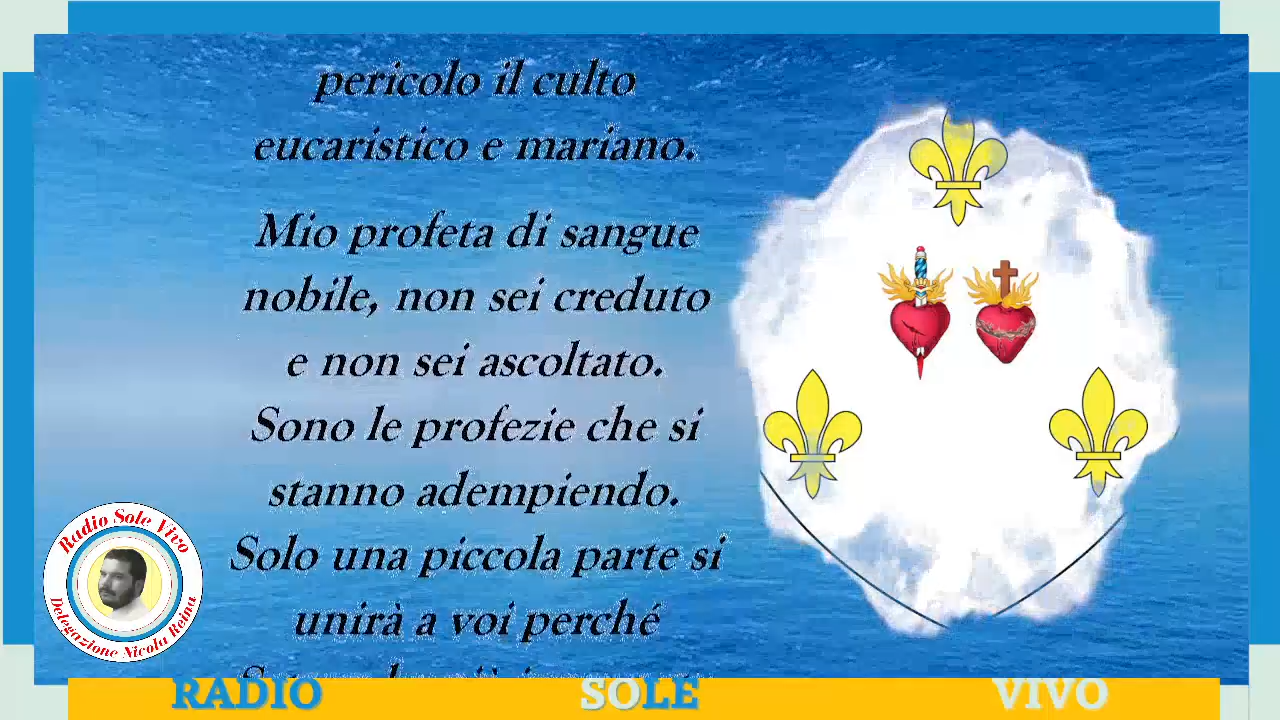 pericolo il culto
eucaristico e mariano.
Mio profeta di sangue
nobile, non sei creduto
e non sei ascoltato.
Sono le profezie che si
stanno adempiendo.
Solo una piccola parte si
unirà a voi perché
Radio Sole Vivo
Delegazione Nicola Reina
RADIO SOLE VIVO